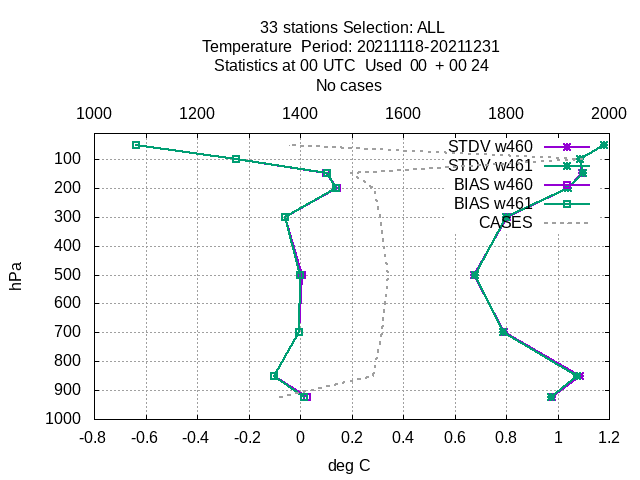 33 stations Selection: ALL
Temperature  Period: 20211118-20211231
Statistics at 00 UTC  Used  00  + 00 24
No cases
1000 1200 1400 1600 1800 2000
STDV w460
STDV w461
BIAS w460
BIAS w461
CASES
hPa
100
200
300
400
500
600
700
800
900
1000
-0.8 -0.6 -0.4 -0.2 0 0.2 0.4 0.6 0.8 1 1.2
deg C